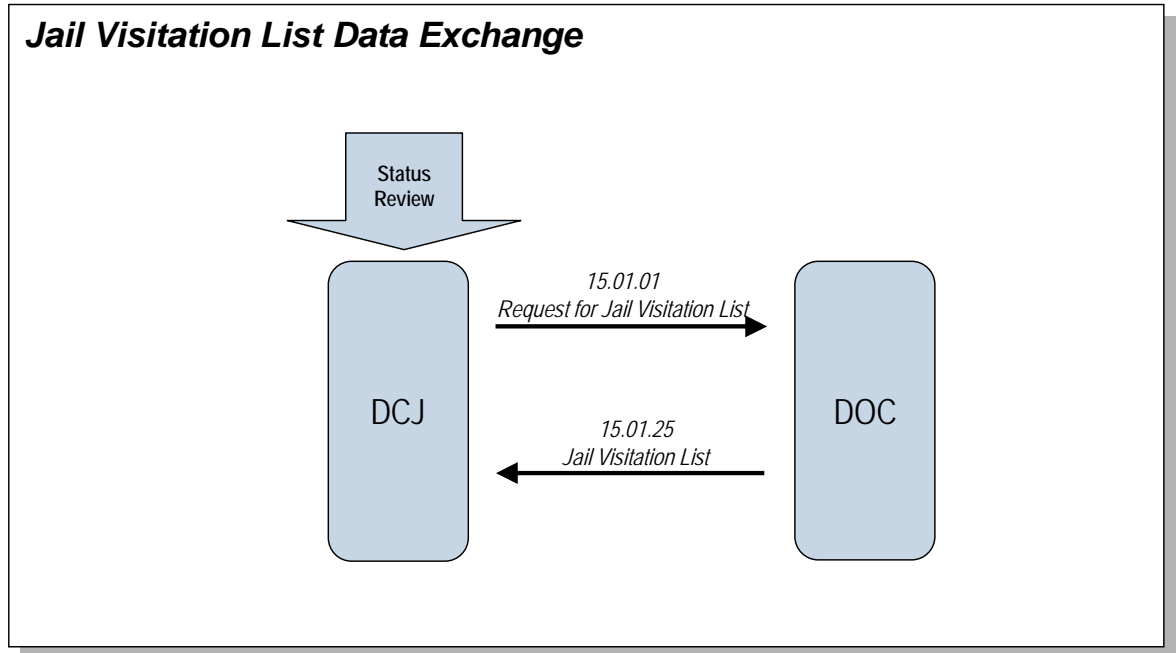 Jail Visitation List Data Exchange
Status
Review
15.01.01
Request for Jail Visitation List
DCJ
DOC
15.01.25
Jail Visitation List